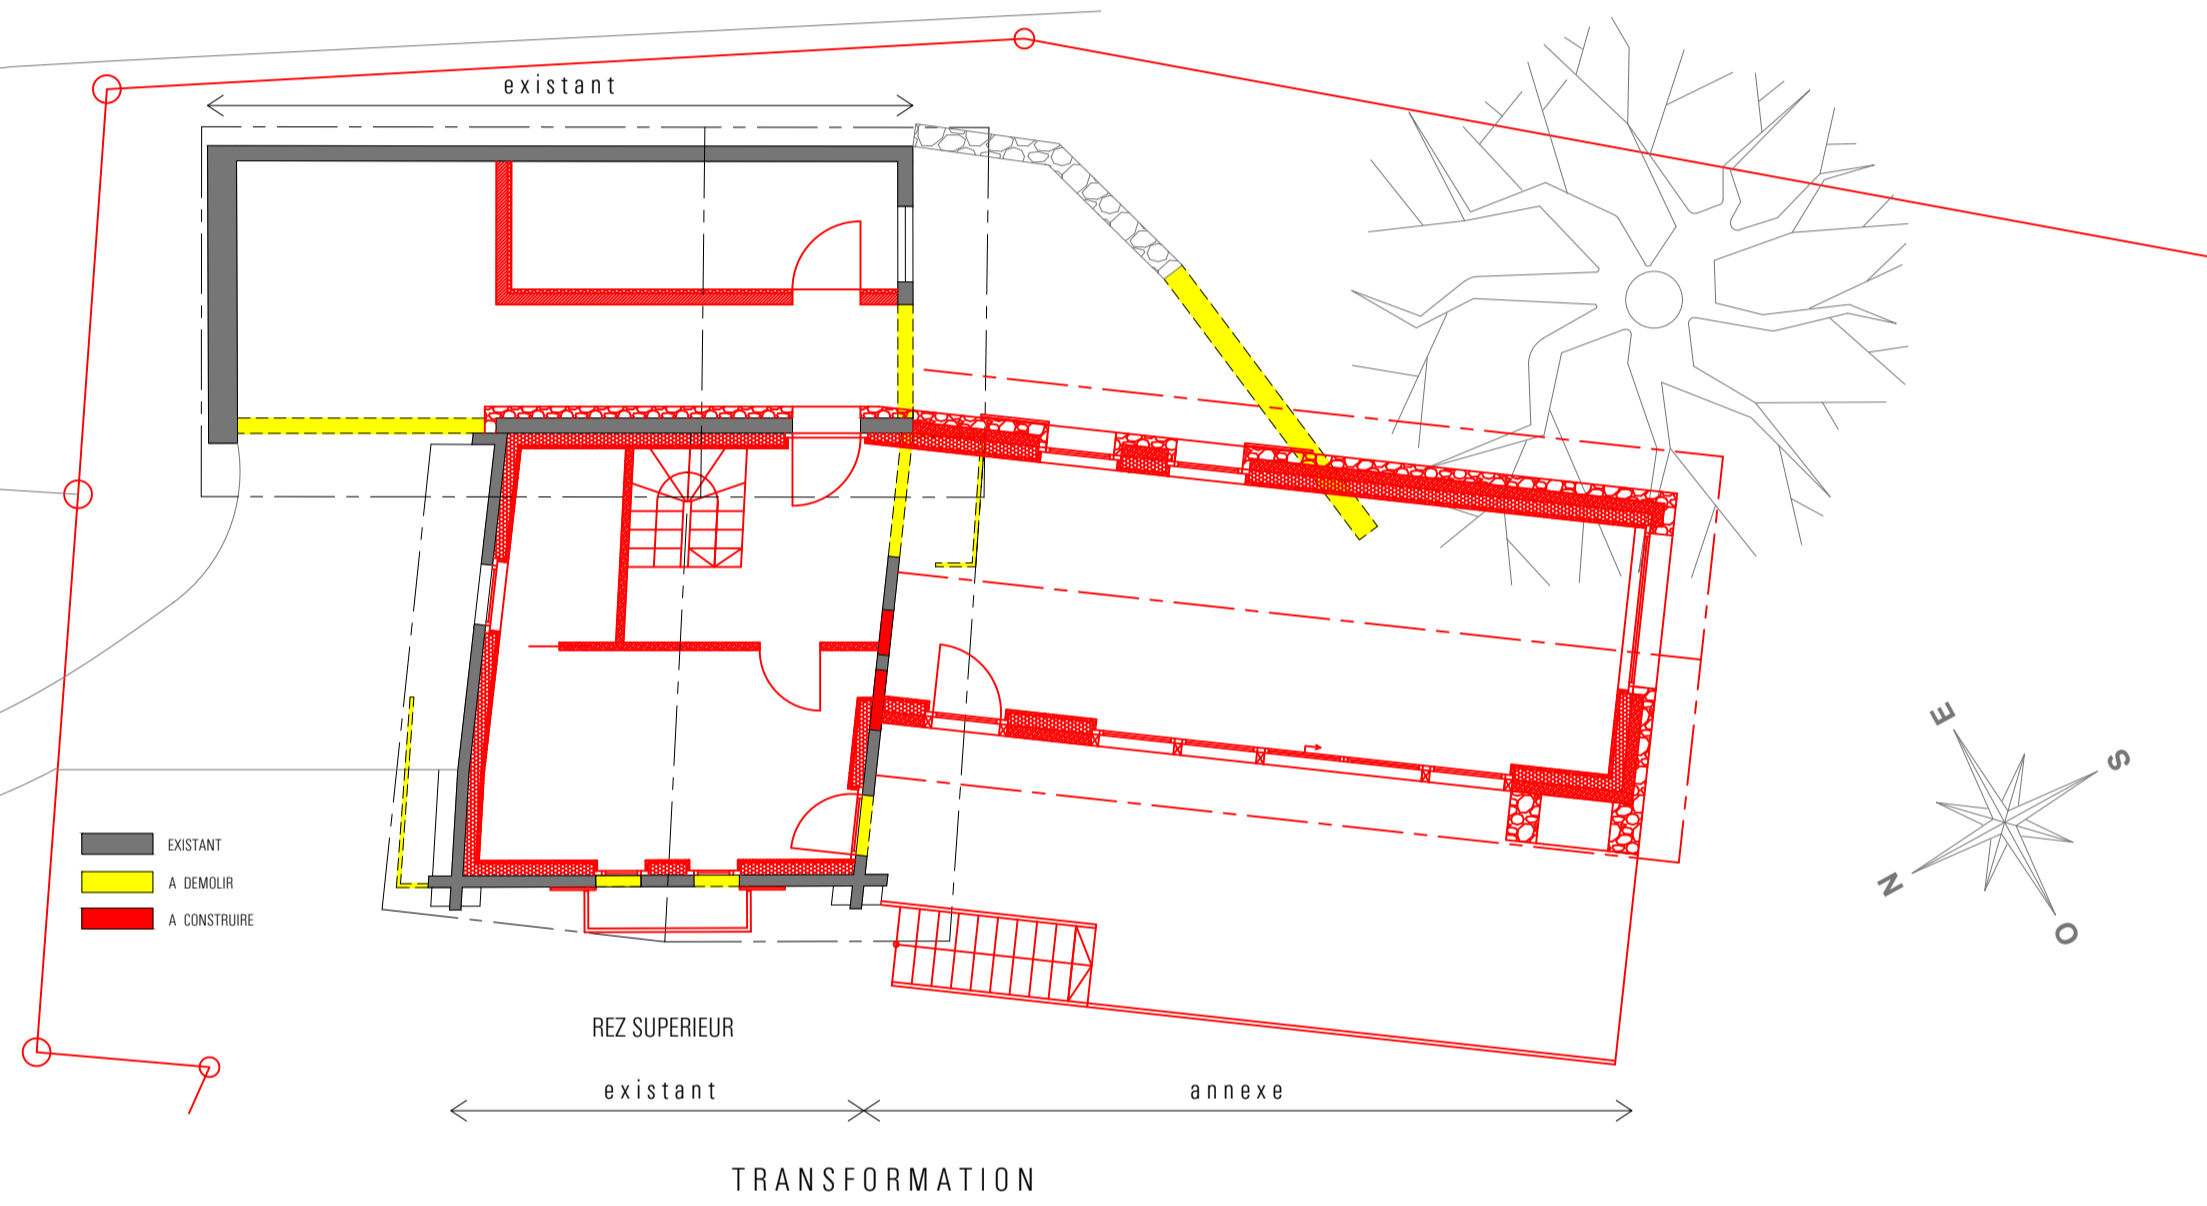 existant
E
S
N
O
EXISTANT
A DEMOLIR
A CONSTRUIRE
REZ SUPERIEUR
existant
annexe
TRANSFORMATION